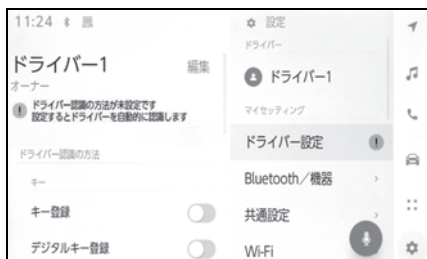 11:24
ドライバー1
編集
オーナー
ドライバー認識の方法が未設定です
設定するとドライバーを自動的に認識します
ドライバー認識の方法
キー
キー登録
デジタルキー登録
設定
ドライバー
ドライバー1
マイセッティング
ドライバー設定
Bluetooth/機器
共通設定
Wi-Fi